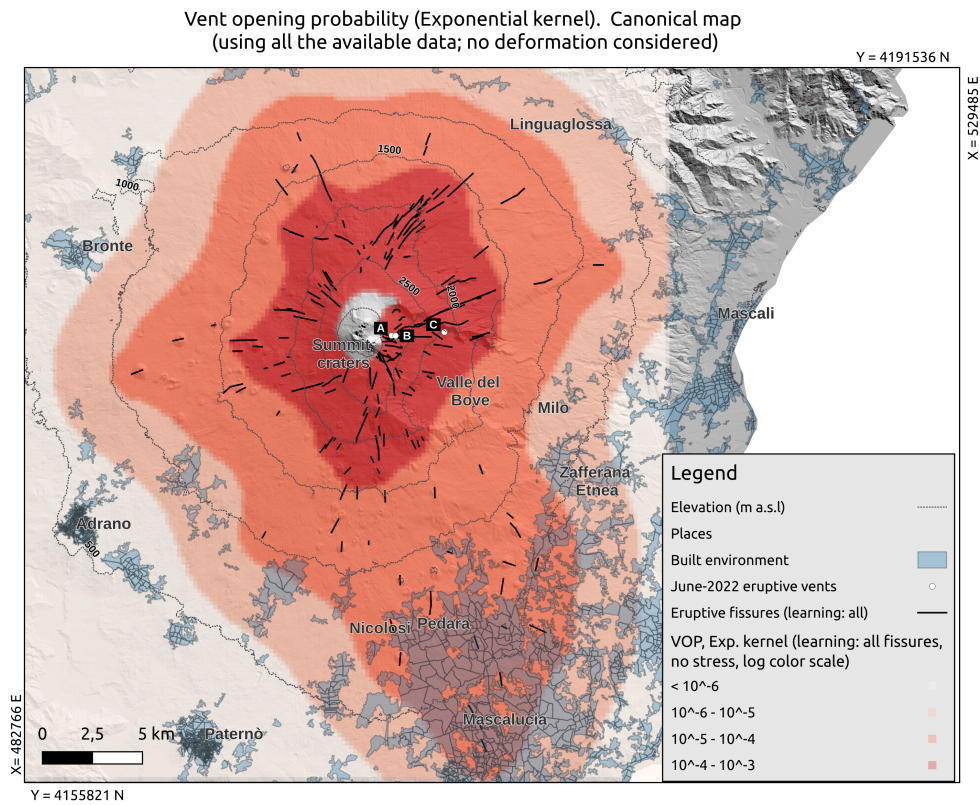 Vent opening probability (Exponential kernel). Canonical map
(using all the available data; no deformation considered)
Y = 4191536 N
X = 529485 E
Linguaglossa
1500
1000
Bronte
2500
2000
Mascali
A
B
C
Summit
craters
Valle del
Bove
Milo
Zafferana
Etnea
Adrano
500
Nicolosi
Pedara
Mascalucia
Paternò
0 2,5 5 km
X= 482766 E
Y = 4155821 N
Legend
Elevation (m a.s.l)
Places
Built environment
June-2022 eruptive vents
Eruptive fissures (learning: all)
VOP, Exp. kernel (learning: all fissures,
no stress, log color scale)
< 10^-6
10^-6 - 10^-5
10^-5 - 10^-4
10^-4 - 10^-3